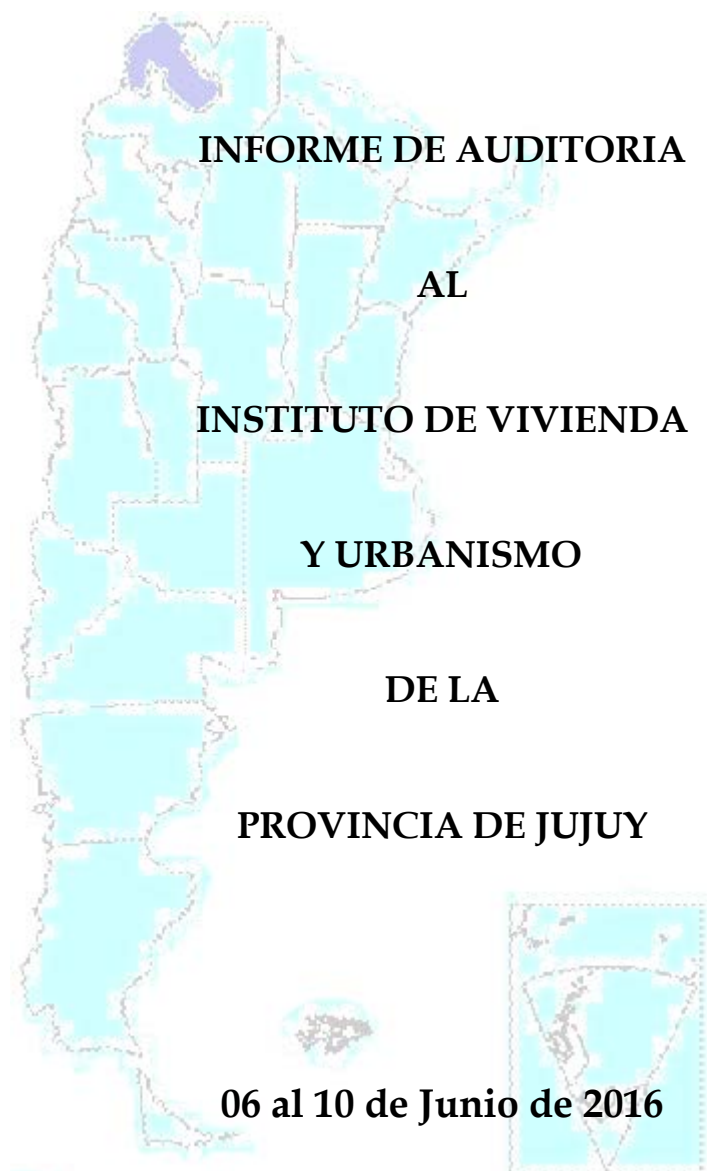 INFORME DE AUDITORIA
AL
INSTITUTO DE VIVIENDA
Y URBANISMO
DE LA
PROVINCIA DE JUJUY
06 al 10 de Junio de 2016